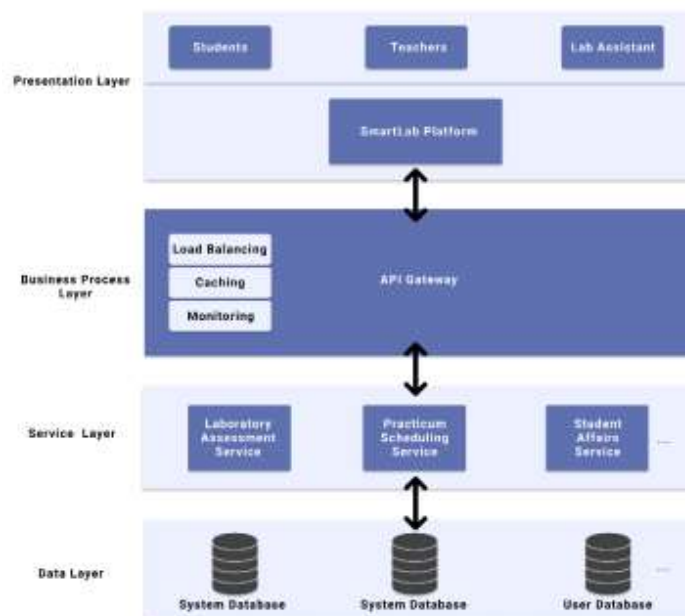 Students
Teachers
Lab Assistant
Presentation Layer
SmartLab Platform
Load Balancing
Caching
Monitoring
API Gateway
Business Process
Layer
Service Layer
Laboratory
Assessment
Service
Practicum
Scheduling
Service
Student
Affairs
Service
...
Data Layer
System Database
System Database
User Database
...